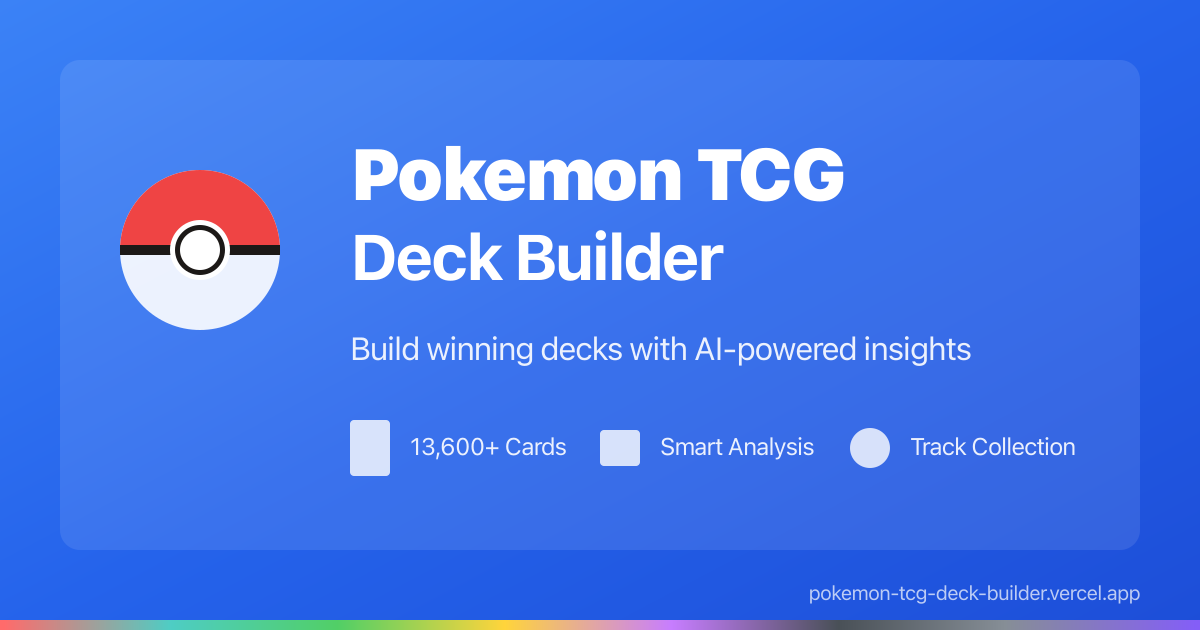 Pokemon TCG
Deck Builder
Build winning decks with AI-powered insights
13,600+ Cards
Smart Analysis
Track Collection
pokemon-tcg-deck-builder.vercel.app